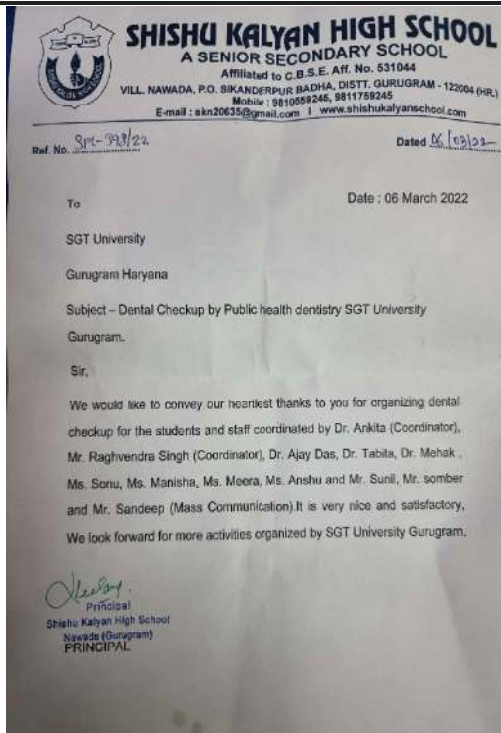 SHISHU KALYAN HIGH SCHOOL
A SENIOR SECONDARY SCHOOL
Affiliated to C.B.S.E. Aff. No. 531044
VILL. NAWADA, P.O. SIKANDERPUR BADHA, DISTT. GURUGRAM - 122004 (HR.)
Mobile : 9810559245, 9811759245
E-mail : skn20635@gmail.com | www.shishukalyanschool.com
Ref. No. 398/22
Dated 06/03/22
To
Date : 06 March 2022
SGT University
Gurugram Haryana
Subject – Dental Checkup by Public health dentistry SGT University
Gurugram.
Sir,
We would like to convey our heartiest thanks to you for organizing dental
checkup for the students and staff coordinated by Dr. Ankita (Coordinator),
Mr. Raghvendra Singh (Coordinator), Dr. Ajay Das, Dr. Tabita, Dr. Mehak ,
Ms. Sonu, Ms. Manisha, Ms. Meera, Ms. Anshu and Mr. Sunil, Mr. somber
and Mr. Sandeep (Mass Communication).It is very nice and satisfactory,
We look forward for more activities organized by SGT University Gurugram.
Principal
Shishu Kalyan High School
Nawada (Gurugram)
PRINCIPAL